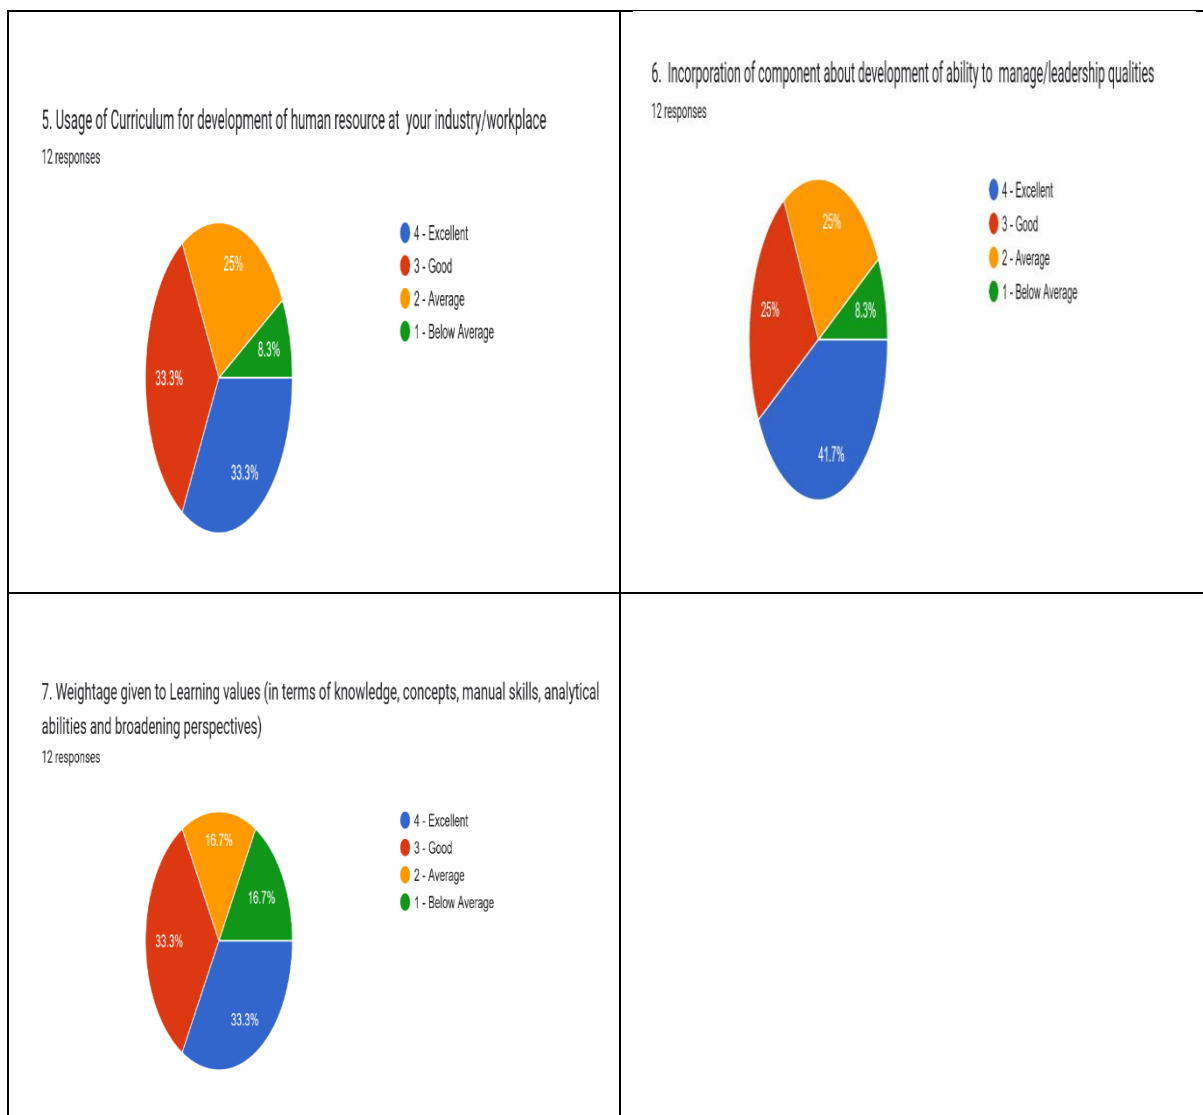 5. Usage of Curriculum for development of human resource at your industry/workplace
12 responses
4 - Excellent
3 - Good
2 - Average
1 - Below Average
25%
8.3%
33.3%
33.3%
6. Incorporation of component about development of ability to manage/leadership qualities
12 responses
4 - Excellent
3 - Good
2 - Average
1 - Below Average
25%
25%
8.3%
41.7%
7. Weightage given to Learning values (in terms of knowledge, concepts, manual skills, analytical
abilities and broadening perspectives)
12 responses
4 - Excellent
3 - Good
2 - Average
1 - Below Average
16.7%
16.7%
33.3%
33.3%